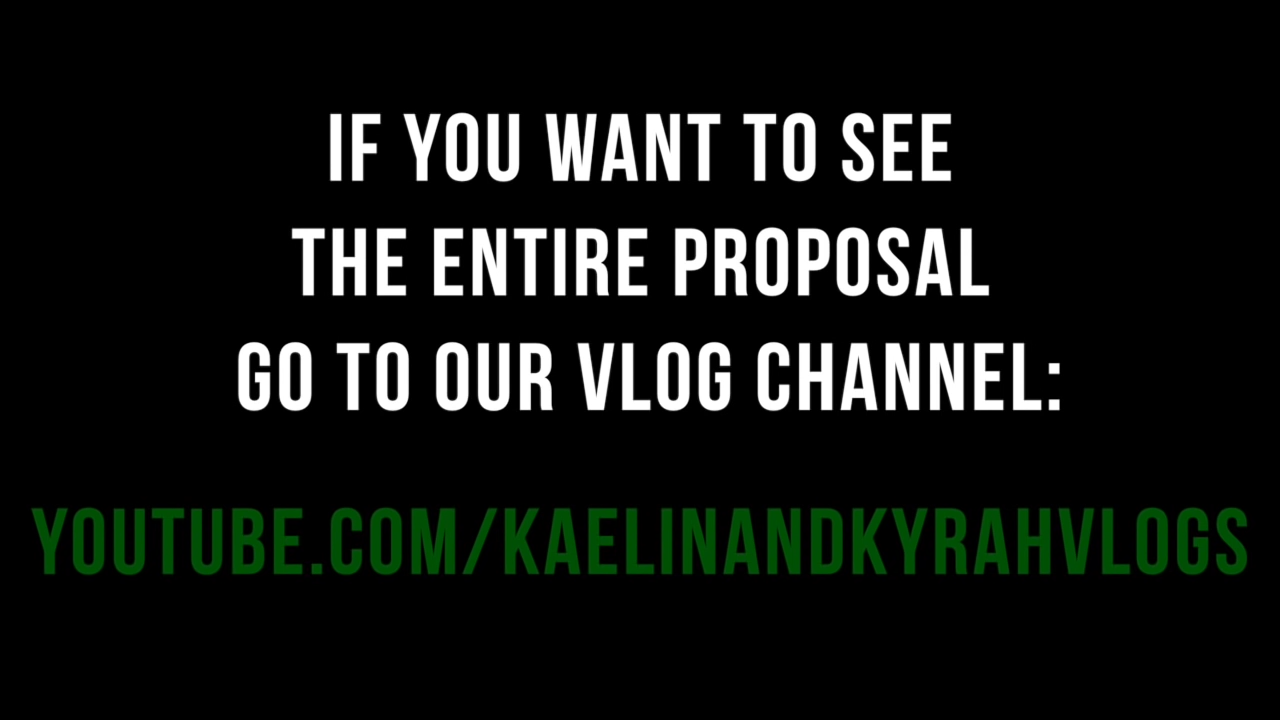 IF YOU WANT TO SEE
THE ENTIRE PROPOSAL
GO TO OUR VLOG CHANNEL:
YOUTUBE.COM/KAELINANDKYRAHVLOGS